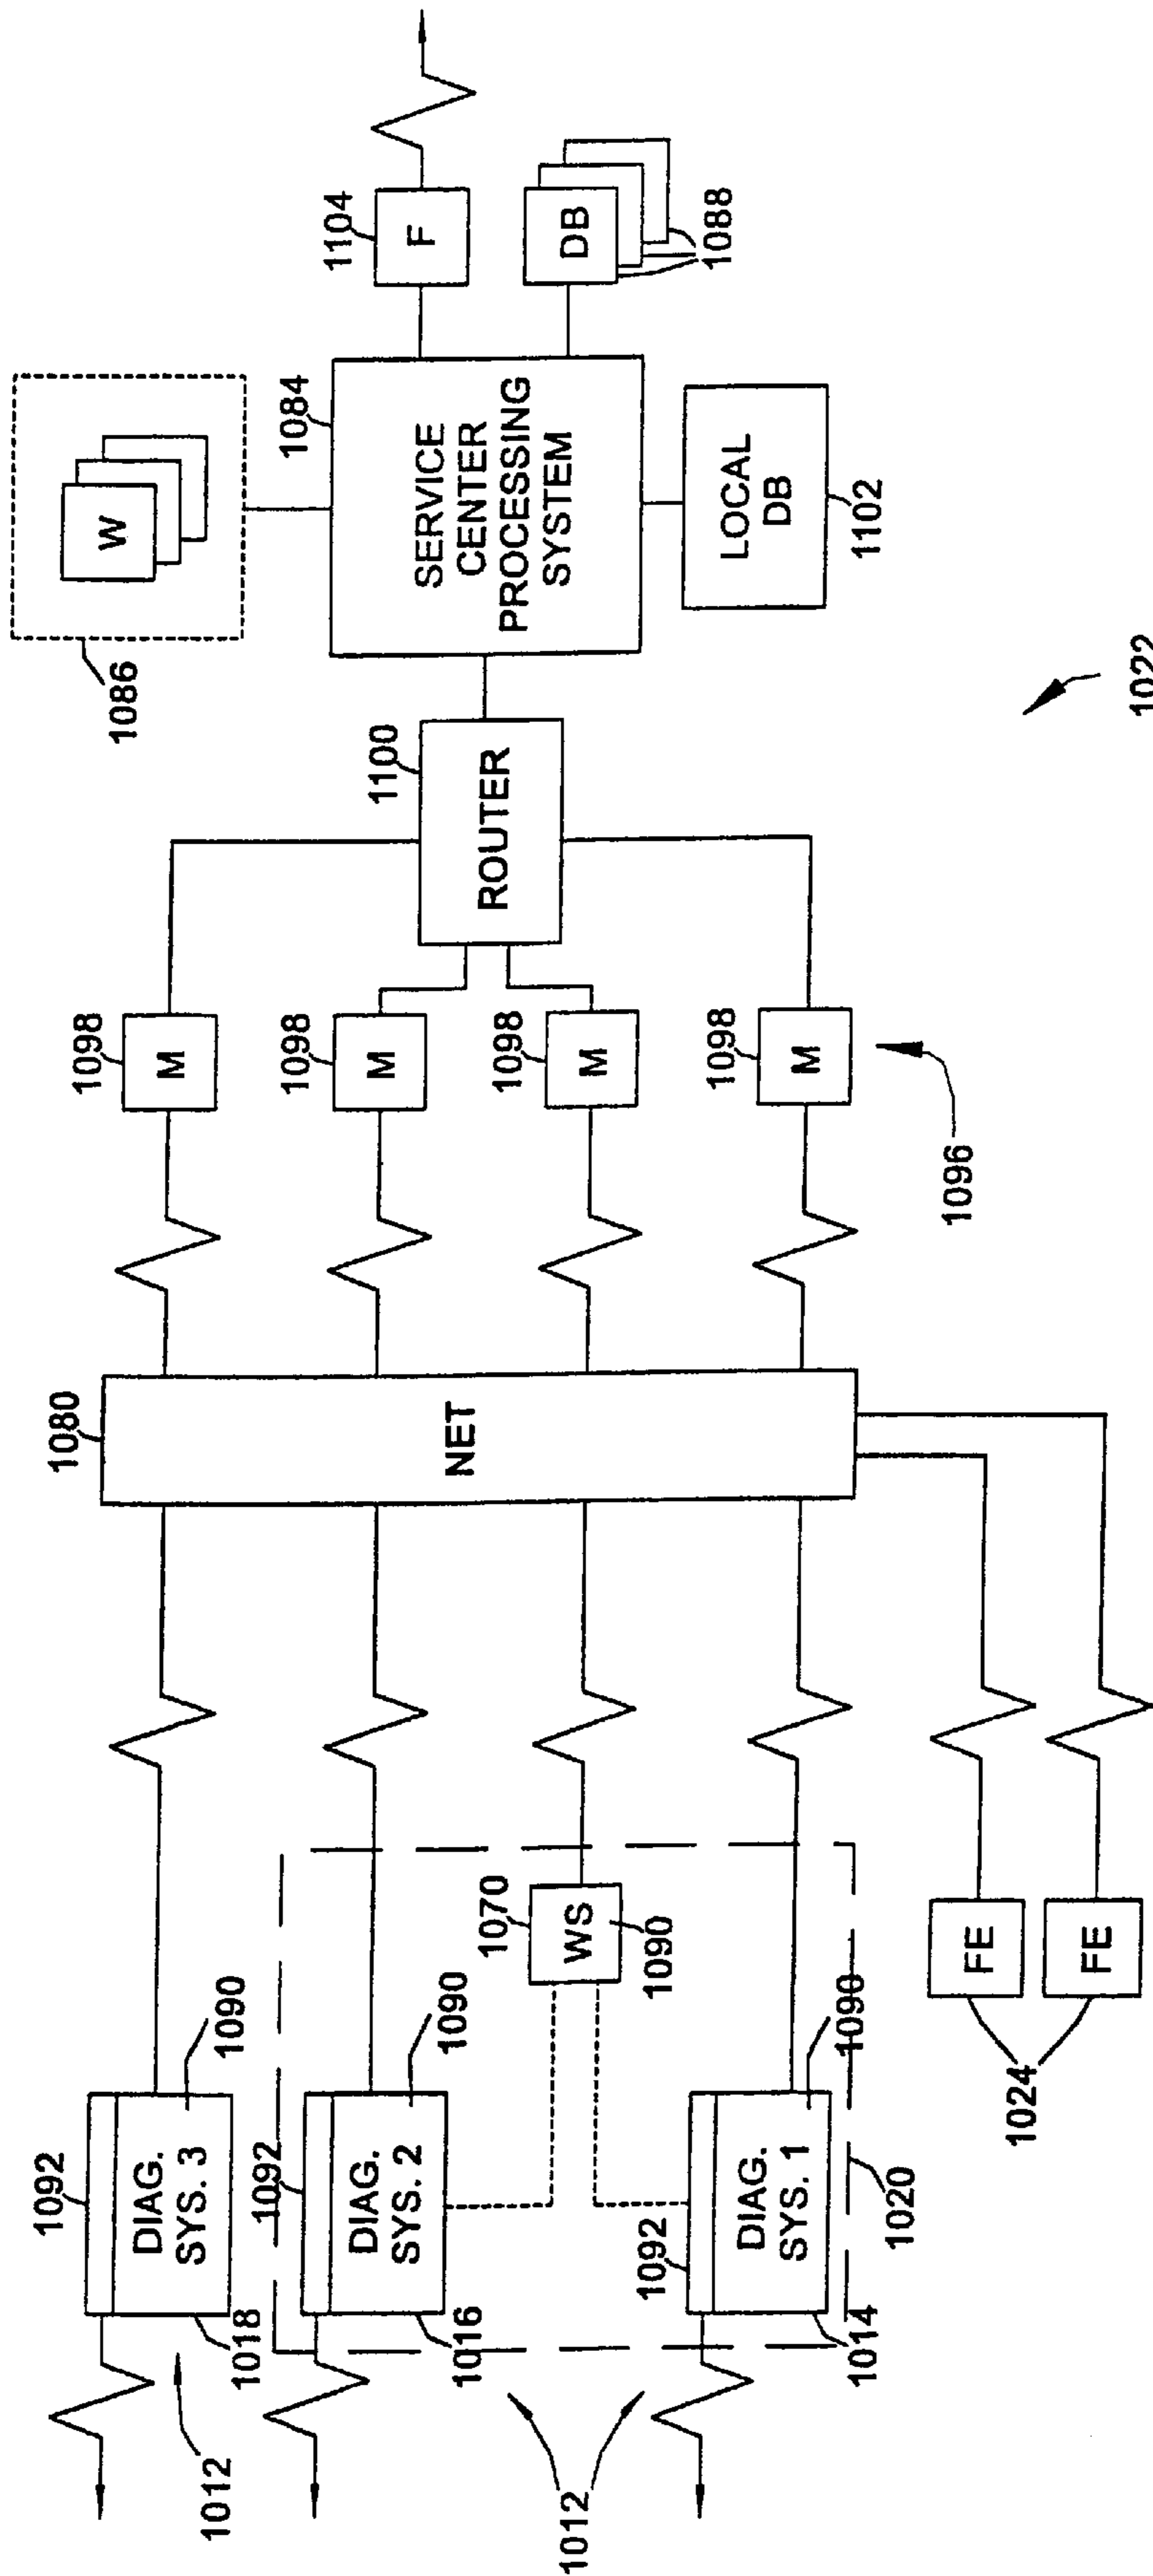 1092
DIAG.
SYS. 3
1090
1018
1012
1092
DIAG.
SYS. 2
1090
1016
1070
WS
1090
1092
DIAG.
SYS. 1
1090
1014
1020
1012
FE
FE
1024
1080
NET
1098
M
1098
M
1098
M
1098
M
1096
1100
ROUTER
1086
W
1084
SERVICE
CENTER
PROCESSING
SYSTEM
LOCAL
DB
1102
1104
F
DB
1088
1022